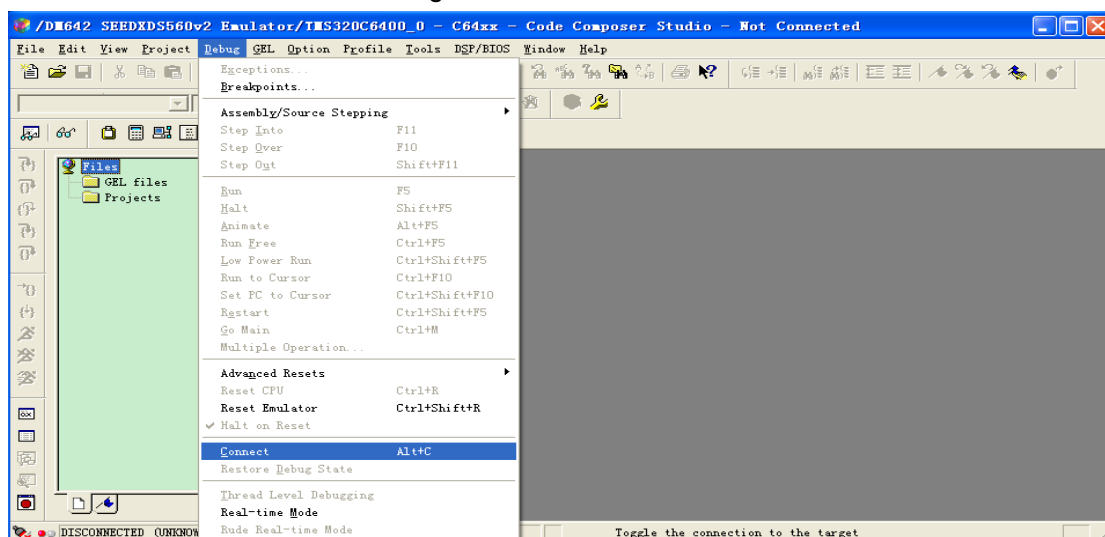 /DM642 SEEDXDS560v2 Emulator/TMS320C6400_0 - C64xx - Code Composer Studio - Not Connected
File Edit View Project Debug GEL Option Profile Tools DSP/BIOS Window Help
Exceptions...
Breakpoints...
Assembly/Source Stepping
Step Into F11
Step Over F10
Step Out Shift+F11
Run F5
Halt Shift+F5
Animate Alt+F5
Run Free Ctrl+F5
Low Power Run Ctrl+Shift+F5
Run to Cursor Ctrl+F10
Set PC to Cursor Ctrl+Shift+F10
Restart Ctrl+Shift+F5
Go Main Ctrl+M
Multiple Operation...
Advanced Resets
Reset CPU Ctrl+R
Reset Emulator Ctrl+Shift+R
Halt on Reset
Connect Alt+C
Restore Debug State
Thread Level Debugging
Real-time Mode
Rude Real-time Mode
Files
GEL files
Projects
DISCONNECTED (UNKNOW
Toggle the connection to the target